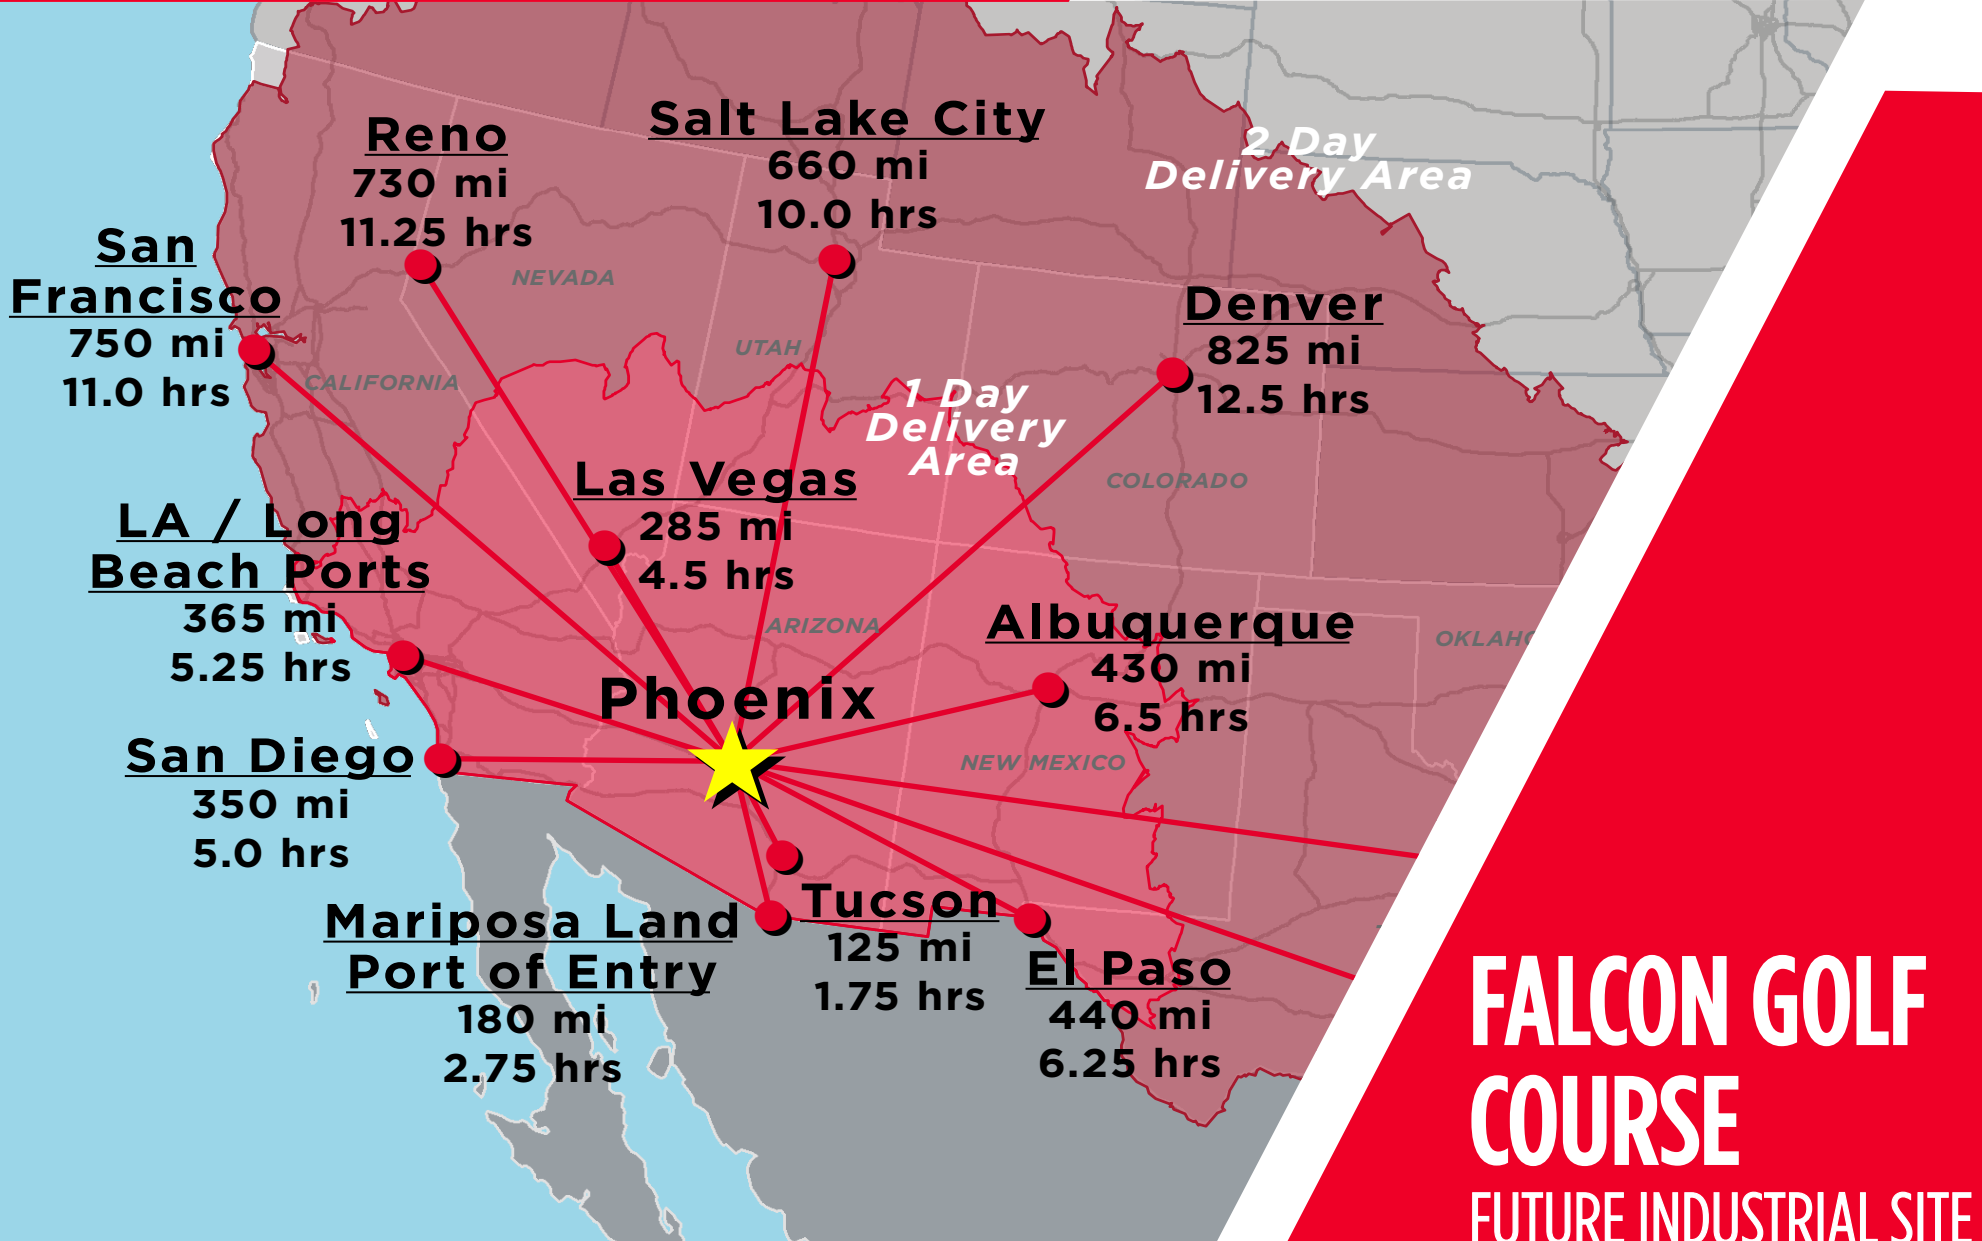 Reno
730 mi
11.25 hrs
Salt Lake City
660 mi
10.0 hrs
2 Day
Delivery Area
San
Francisco
750 mi
11.0 hrs
NEVADA
UTAH
CALIFORNIA
Denver
825 mi
12.5 hrs
1 Day
Delivery
Area
COLORADO
Las Vegas
285 mi
4.5 hrs
LA / Long
Beach Ports
365 mi
5.25 hrs
ARIZONA
Albuquerque
430 mi
6.5 hrs
OKLAHO
Phoenix
San Diego
350 mi
5.0 hrs
NEW MEXICO
Mariposa Land
Port of Entry
180 mi
2.75 hrs
Tucson
125 mi
1.75 hrs
El Paso
440 mi
6.25 hrs
FALCON GOLF
COURSE
FUTURE INDUSTRIAL SITE